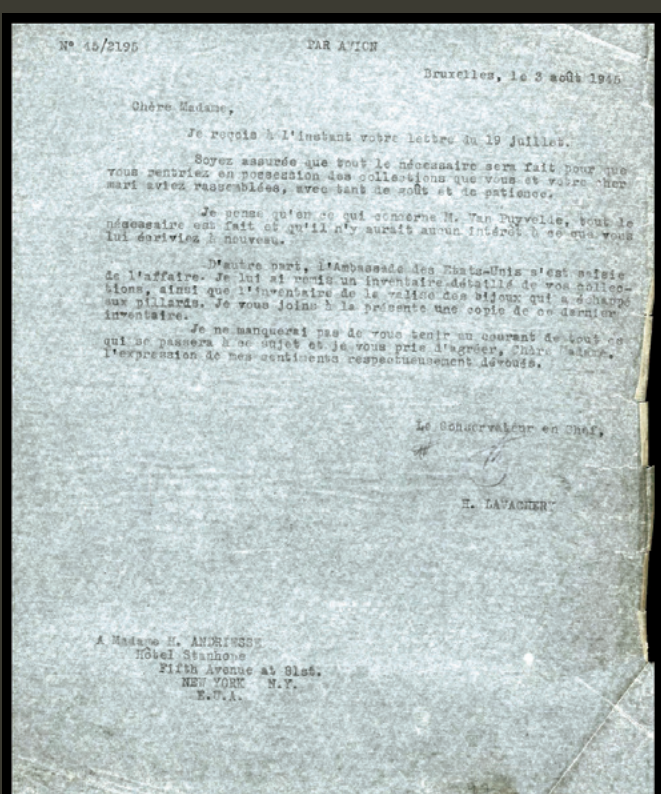 N° 45/2195
PAR AVION
Bruxelles, le 3 août 1945
Chère Madame,
Je reçois à l'instant votre lettre du 19 juillet.
Soyez assurée que tout le nécessaire sera fait pour que
vous rentriez en possession des collections que vous et votre cher
mari aviez rassemblées, avec tant de goût et de patience.
Je pense qu'en ce qui concerne M. Van Puyvelde, tout le
nécessaire est fait et qu'il n'y aurait aucun intérêt à ce que vous
lui écriviez à nouveau.
D'autre part, l'Ambassade des Etats-Unis s'est saisie
de l'affaire. Je lui ai remis un inventaire détaillé de vos collec-
tions, ainsi que l'inventaire de la valise des bijoux qui a échappé
aux pillards. Je vous joins à la présente une copie de ce dernier
inventaire.
Je ne manquerai pas de vous tenir au courant de tout ce
qui se passera à ce sujet et je vous prie d'agréer, Chère Madame,
l'expression de mes sentiments respectueusement dévoués.
Le Conservateur en Chef,
H. LAVACHERY
A Madame H. ANDRIESSE
Hôtel Stanhope
Fifth Avenue at 81st.
NEW YORK N.Y.
E.U.A.